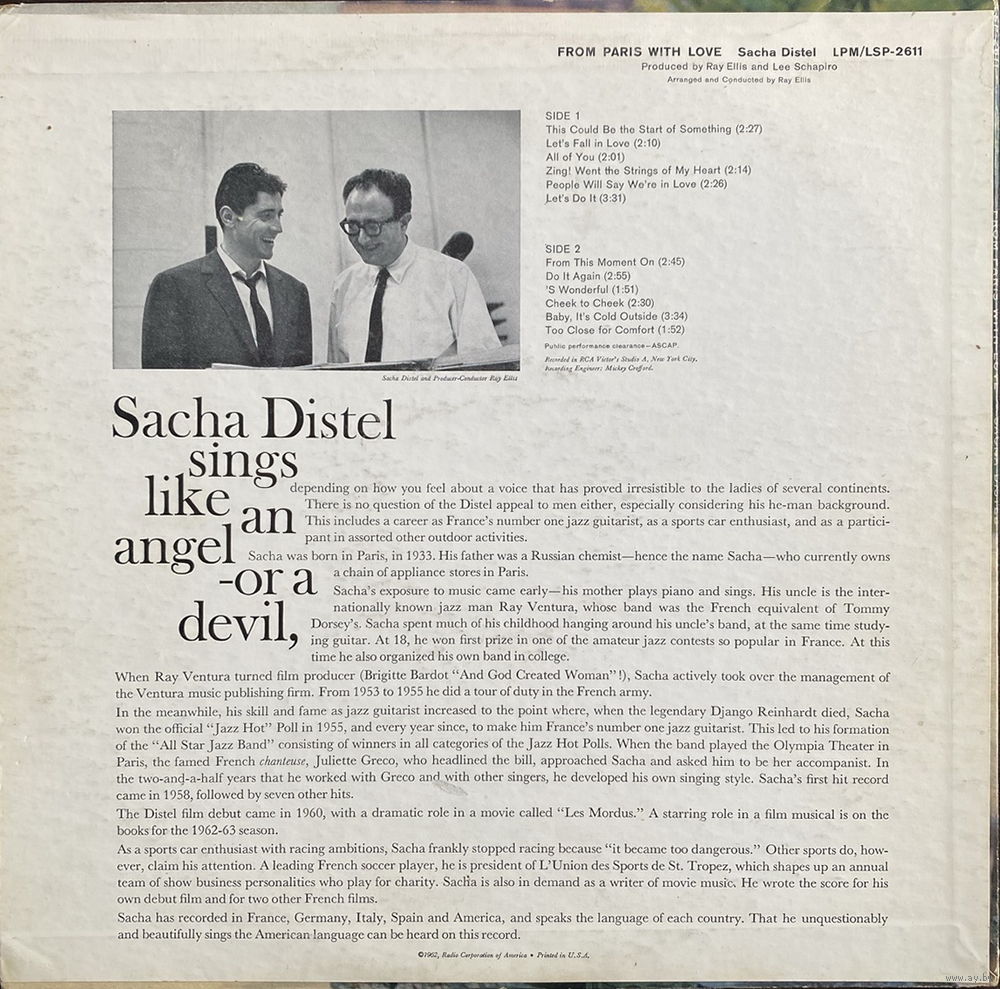 FROM PARIS WITH LOVE Sacha Distel LPM/LSP-2611
Produced by Ray Ellis and Lee Schapiro
Arranged and Conducted by Ray Ellis
SIDE 1
This Could Be the Start of Something (2:27)
Let's Fall in Love (2:10)
All of You (2:01)
Zing! Went the Strings of My Heart (2:14)
People Will Say We're in Love (2:26)
Let's Do It (3:31)
SIDE 2
From This Moment On (2:45)
Do It Again (2:55)
'S Wonderful (1:51)
Cheek to Cheek (2:30)
Baby, It's Cold Outside (3:34)
Too Close for Comfort (1:52)
Public performance clearance—ASCAP.
Recorded in RCA Victor's Studio A, New York City.
Recording Engineer: Mickey Crofford.
Sacha Distel and Producer-Conductor Ray Ellis
Sacha Distel
sings
like
an
angel
-or a
devil,
depending on how you feel about a voice that has proved irresistible to the ladies of several continents.
There is no question of the Distel appeal to men either, especially considering his he-man background.
This includes a career as France's number one jazz guitarist, as a sports car enthusiast, and as a partici-
pant in assorted other outdoor activities.
Sacha was born in Paris, in 1933. His father was a Russian chemist—hence the name Sacha—who currently owns
a chain of appliance stores in Paris.
Sacha's exposure to music came early—his mother plays piano and sings. His uncle is the inter-
nationally known jazz man Ray Ventura, whose band was the French equivalent of Tommy
Dorsey's. Sacha spent much of his childhood hanging around his uncle's band, at the same time study-
ing guitar. At 18, he won first prize in one of the amateur jazz contests so popular in France. At this
time he also organized his own band in college.
When Ray Ventura turned film producer (Brigitte Bardot "And God Created Woman"!), Sacha actively took over the management of
the Ventura music publishing firm. From 1953 to 1955 he did a tour of duty in the French army.
In the meanwhile, his skill and fame as jazz guitarist increased to the point where, when the legendary Django Reinhardt died, Sacha
won the official "Jazz Hot" Poll in 1955, and every year since, to make him France's number one jazz guitarist. This led to his formation
of the "All Star Jazz Band" consisting of winners in all categories of the Jazz Hot Polls. When the band played the Olympia Theater in
Paris, the famed French chanteuse, Juliette Greco, who headlined the bill, approached Sacha and asked him to be her accompanist. In
the two-and-a-half years that he worked with Greco and with other singers, he developed his own singing style. Sacha's first hit record
came in 1958, followed by seven other hits.
The Distel film debut came in 1960, with a dramatic role in a movie called "Les Mordus." A starring role in a film musical is on the
books for the 1962-63 season.
As a sports car enthusiast with racing ambitions, Sacha frankly stopped racing because "it became too dangerous." Other sports do, how-
ever, claim his attention. A leading French soccer player, he is president of L'Union des Sports de St. Tropez, which shapes up an annual
team of show business personalities who play for charity. Sacha is also in demand as a writer of movie music. He wrote the score for his
own debut film and for two other French films.
Sacha has recorded in France, Germany, Italy, Spain and America, and speaks the language of each country. That he unquestionably
and beautifully sings the American language can be heard on this record.
©1962, Radio Corporation of America • Printed in U.S.A.